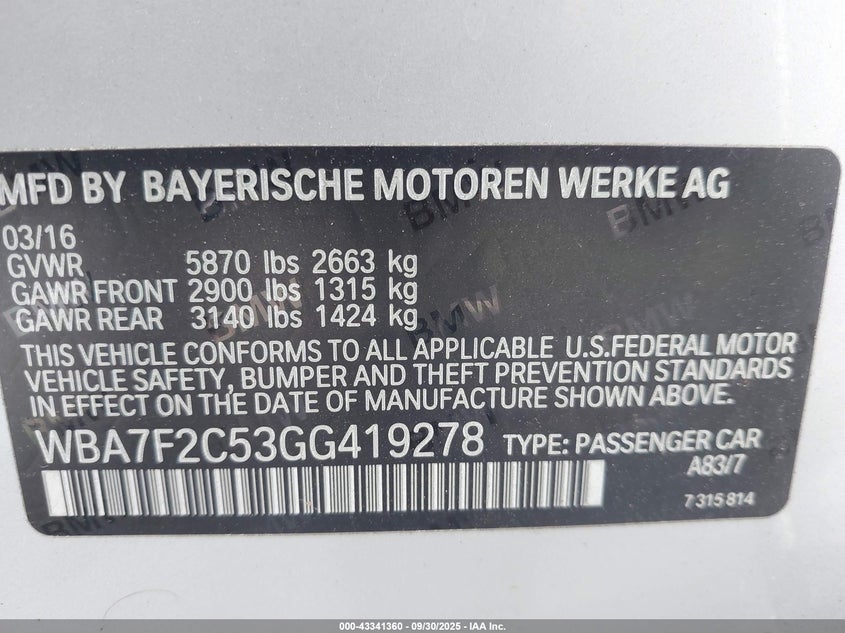 MFD BY BAYERISCHE MOTOREN WERKE AG
03/16
GVWR 5870 lbs 2663 kg
GAWR FRONT 2900 lbs 1315 kg
GAWR REAR 3140 lbs 1424 kg
THIS VEHICLE CONFORMS TO ALL APPLICABLE U.S.FEDERAL MOTOR
VEHICLE SAFETY, BUMPER AND THEFT PREVENTION STANDARDS
IN EFFECT ON THE DATE OF MANUFACTURE SHOWN ABOVE.
WBA7F2C53GG419278 TYPE: PASSENGER CAR
A83/7
7 315 814
000-43341360 - 09/30/2025 - IAA Inc.